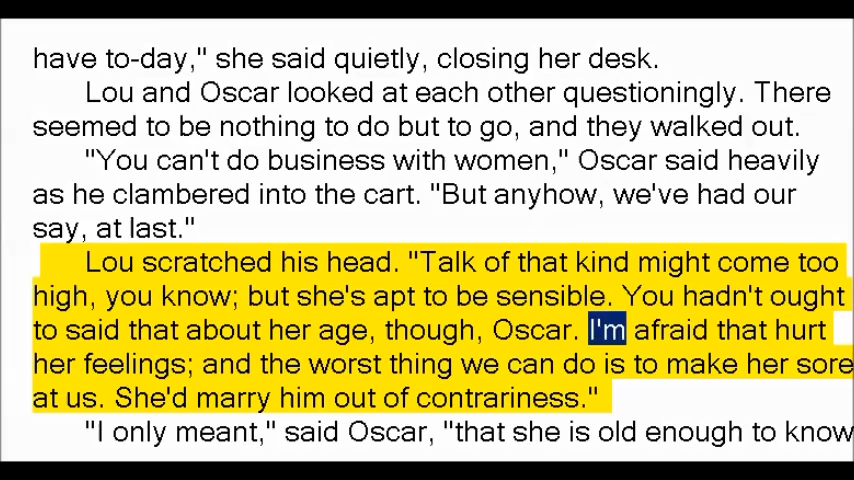 have to-day," she said quietly, closing her desk.
Lou and Oscar looked at each other questioningly. There
seemed to be nothing to do but to go, and they walked out.
"You can't do business with women," Oscar said heavily
as he clambered into the cart. "But anyhow, we've had our
say, at last."
Lou scratched his head. "Talk of that kind might come too
high, you know; but she's apt to be sensible. You hadn't ought
to said that about her age, though, Oscar. I'm afraid that hurt
her feelings; and the worst thing we can do is to make her sore
at us. She'd marry him out of contrariness."
"I only meant," said Oscar, "that she is old enough to know